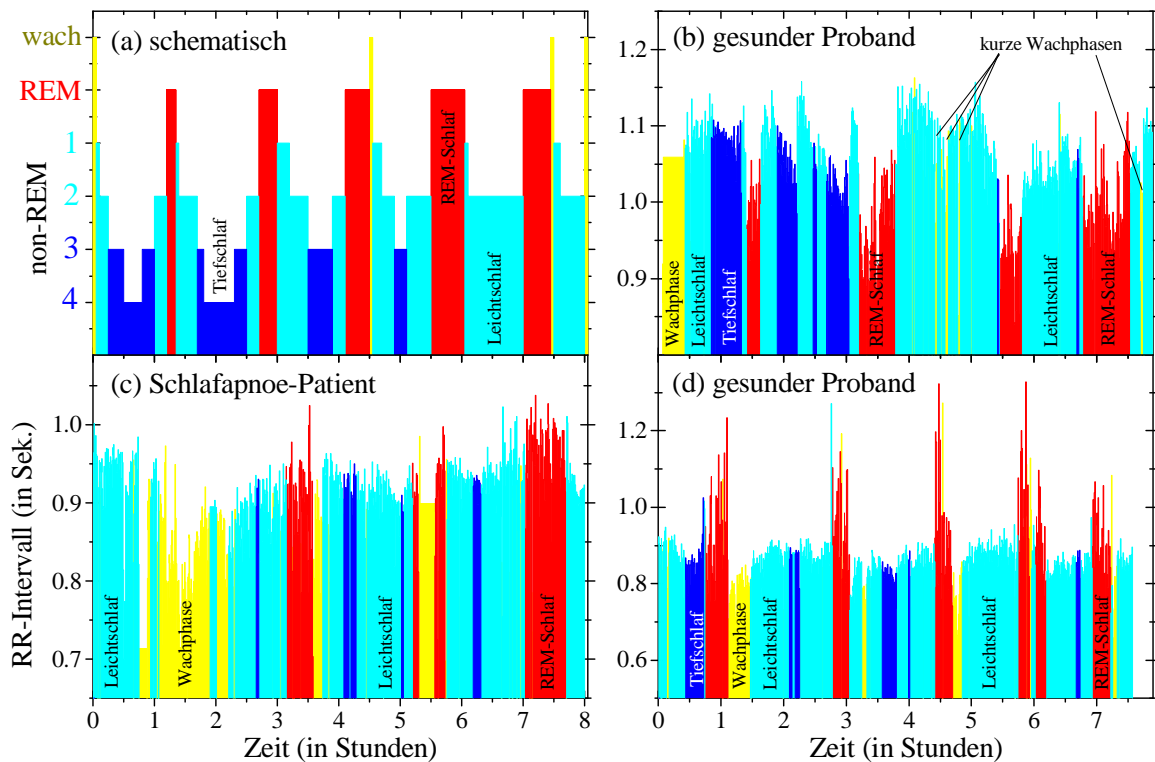 (a) schematisch
wach
REM
1
2
3
4
non-REM
Tiefschlaf
REM-Schlaf
Leichtschlaf
(b) gesunder Proband
kurze Wachphasen
1.2
1.1
1.0
0.9
Wachphase
Leichtschlaf
Tiefschlaf
REM-Schlaf
Leichtschlaf
REM-Schlaf
(c) Schlafapnoe-Patient
RR-Intervall (in Sek.)
1.0
0.9
0.8
0.7
Leichtschlaf
Wachphase
Leichtschlaf
REM-Schlaf
0 1 2 3 4 5 6 7 8
Zeit (in Stunden)
(d) gesunder Proband
1.2
1.0
0.8
0.6
Tiefschlaf
Wachphase
Leichtschlaf
Leichtschlaf
REM-Schlaf
0 1 2 3 4 5 6 7
Zeit (in Stunden)